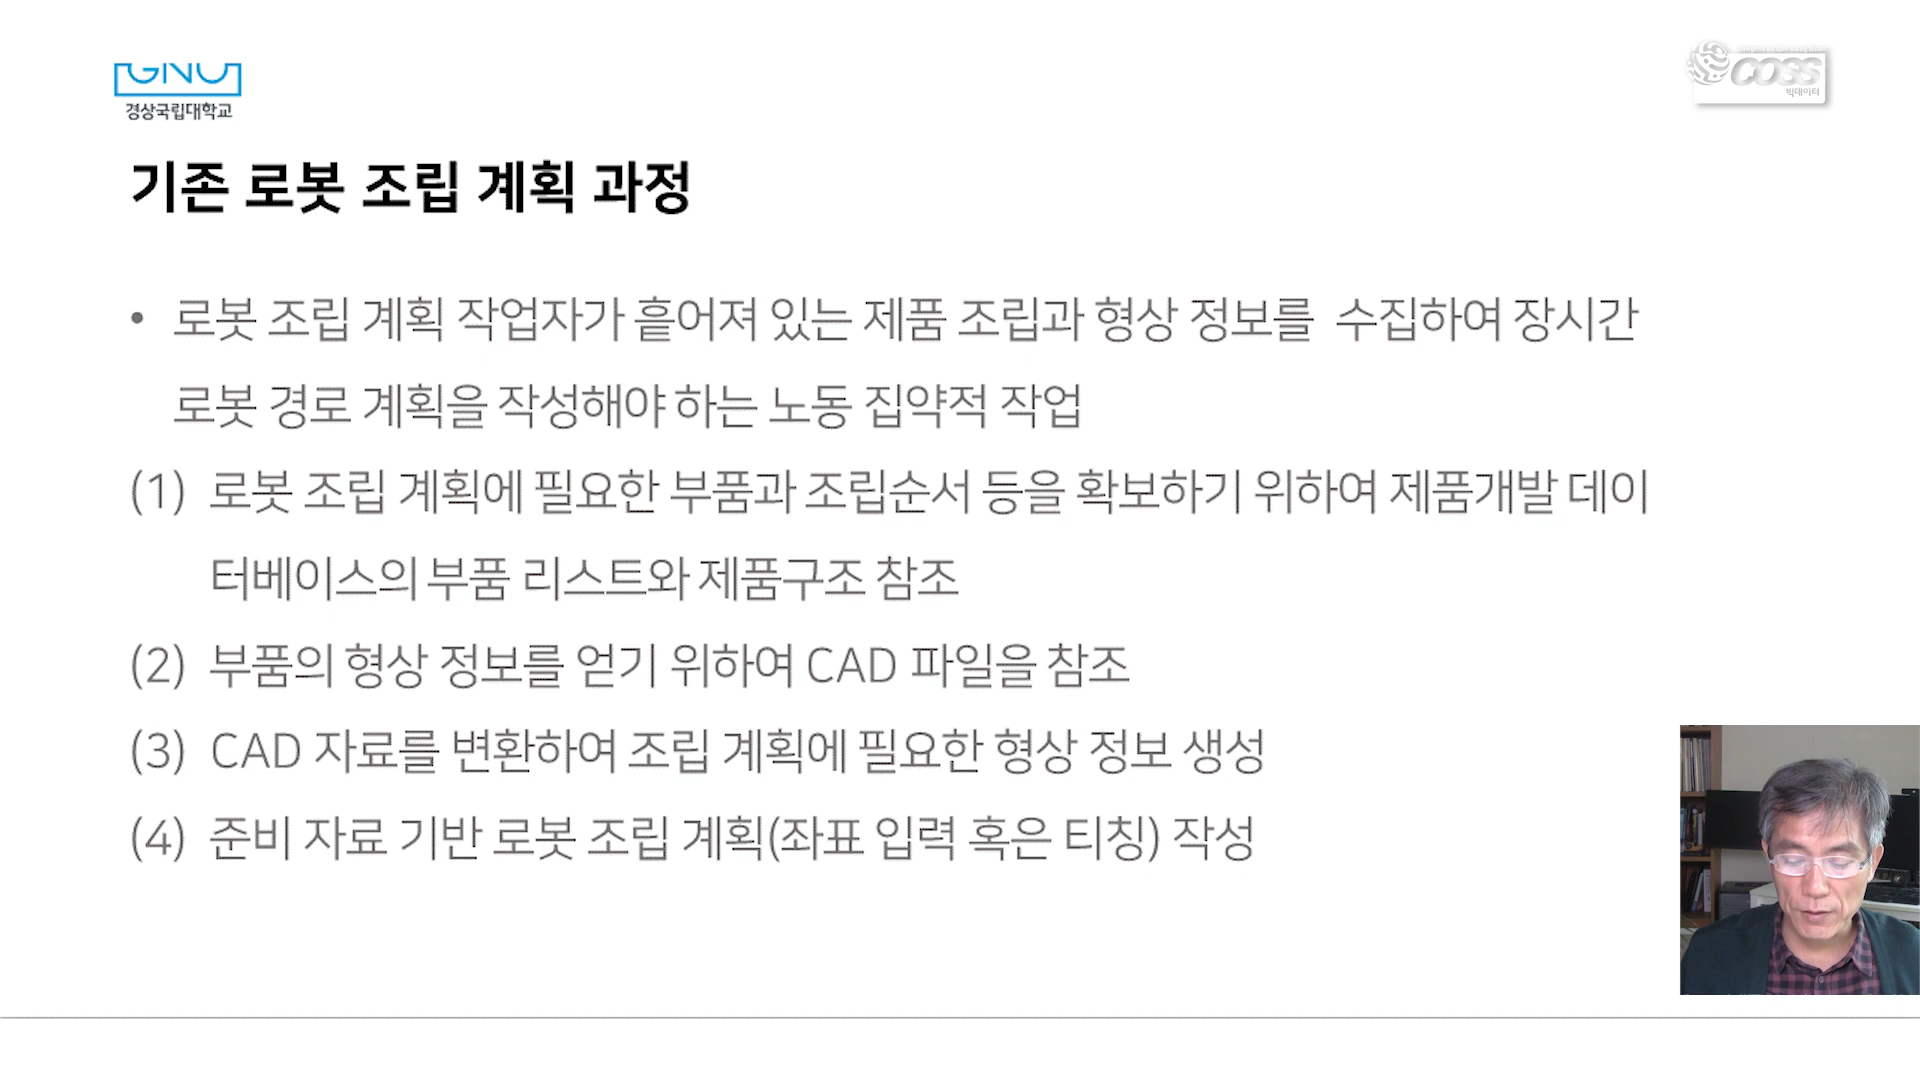 GNU
경상국립대학교
COSS
빅데이터
기존 로봇 조립 계획 과정
• 로봇 조립 계획 작업자가 흩어져 있는 제품 조립과 형상 정보를 수집하여 장시간
로봇 경로 계획을 작성해야 하는 노동 집약적 작업
(1) 로봇 조립 계획에 필요한 부품과 조립순서 등을 확보하기 위하여 제품개발 데이
터베이스의 부품 리스트와 제품구조 참조
(2) 부품의 형상 정보를 얻기 위하여 CAD 파일을 참조
(3) CAD 자료를 변환하여 조립 계획에 필요한 형상 정보 생성
(4) 준비 자료 기반 로봇 조립 계획(좌표 입력 혹은 티칭) 작성